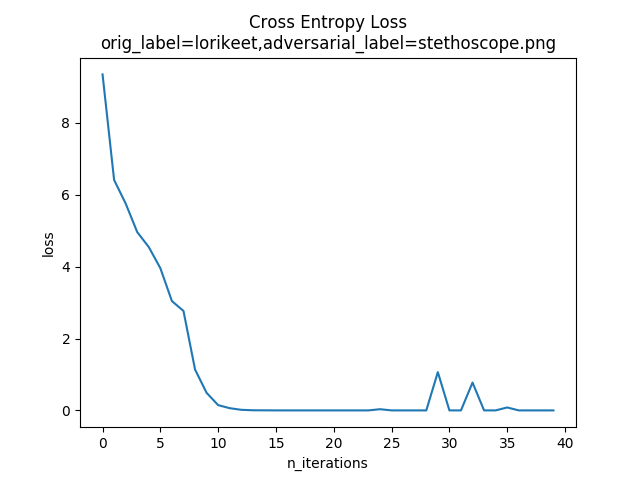 Cross Entropy Loss
orig_label=lorikeet,adversarial_label=stethoscope.png
loss
8
6
4
2
0
0 5 10 15 20 25 30 35 40
n_iterations